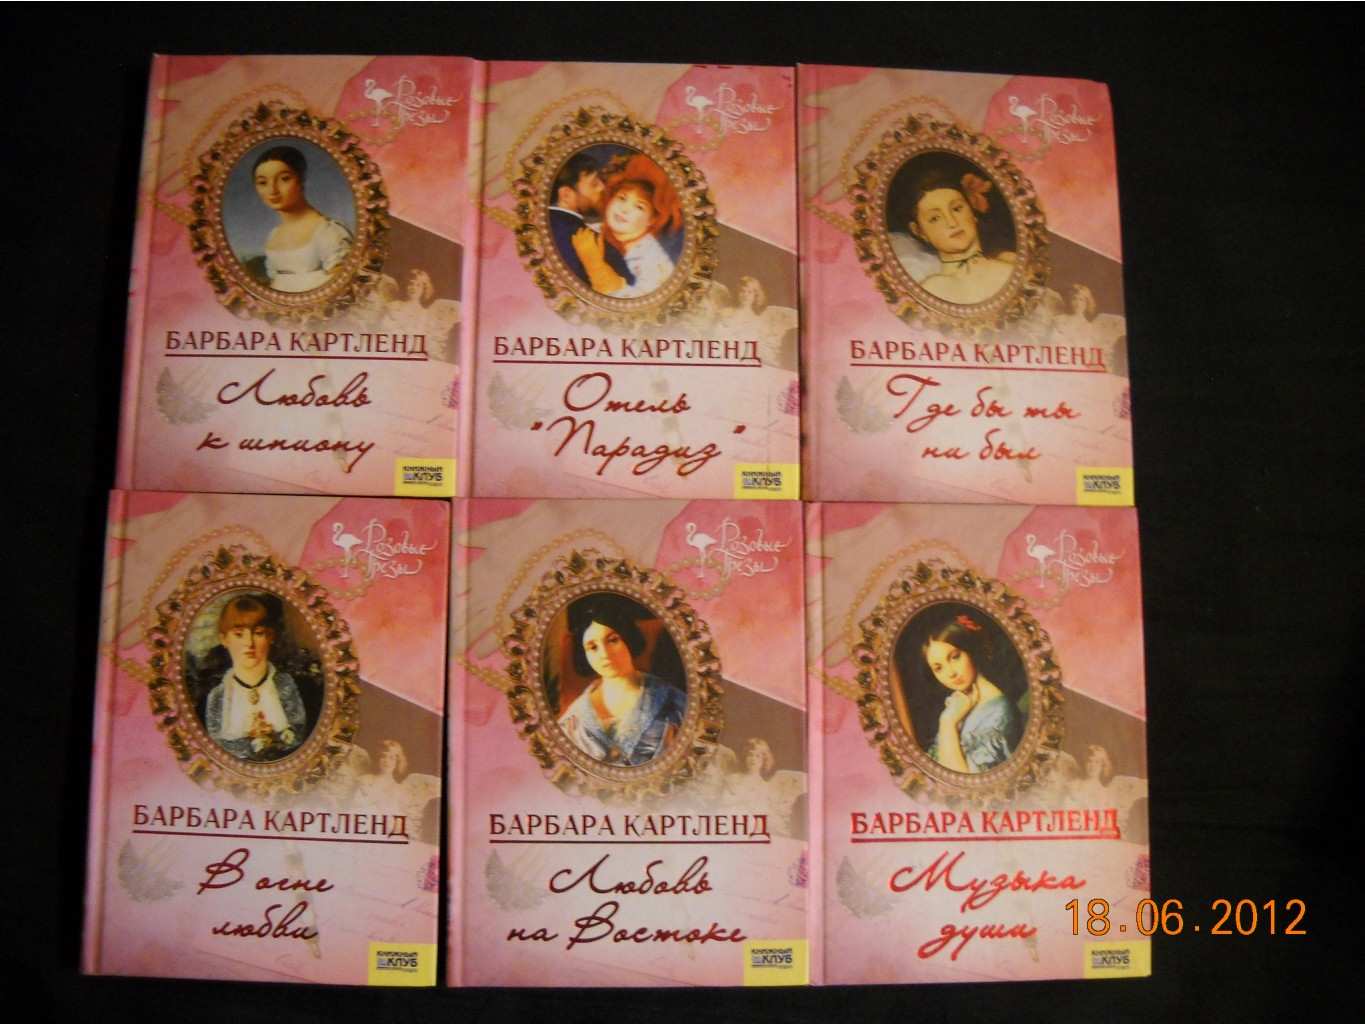 Розовые
Грезы
БАРБАРА КАРТЛЕНД
Любовь
к шпиону
КНИЖНЫЙ
КЛУБ
Розовые
Грезы
БАРБАРА КАРТЛЕНД
Отель
"Парадиз"
КНИЖНЫЙ
КЛУБ
Розовые
Грезы
БАРБАРА КАРТЛЕНД
Где бы ты
ни был
КНИЖНЫЙ
КЛУБ
Розовые
Грезы
БАРБАРА КАРТЛЕНД
В огне
любви
КНИЖНЫЙ
КЛУБ
Розовые
Грезы
БАРБАРА КАРТЛЕНД
Любовь
на Востоке
КНИЖНЫЙ
КЛУБ
Розовые
Грезы
БАРБАРА КАРТЛЕНД
Музыка
души
КНИЖНЫЙ
КЛУБ
18.06.2012